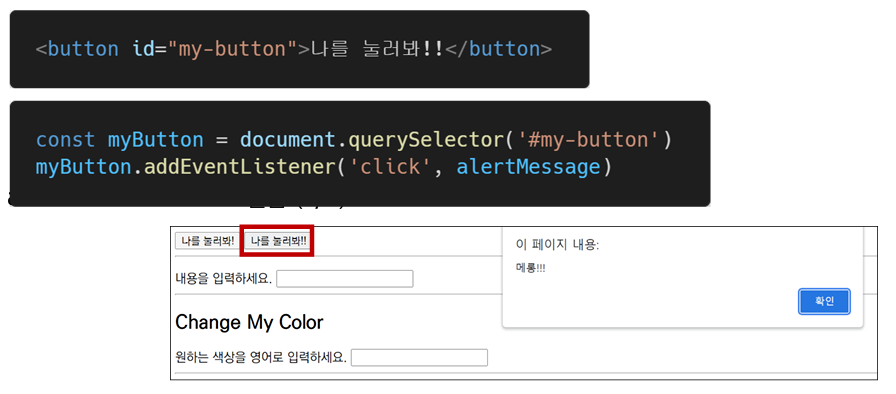 <button id="my-button">나를 눌러봐!!</button>
const myButton = document.querySelector('#my-button')
myButton.addEventListener('click', alertMessage)
나를 눌러봐! 나를 눌러봐!!
이 페이지 내용:
메롱!!!
확인
내용을 입력하세요.
Change My Color
원하는 색상을 영어로 입력하세요.